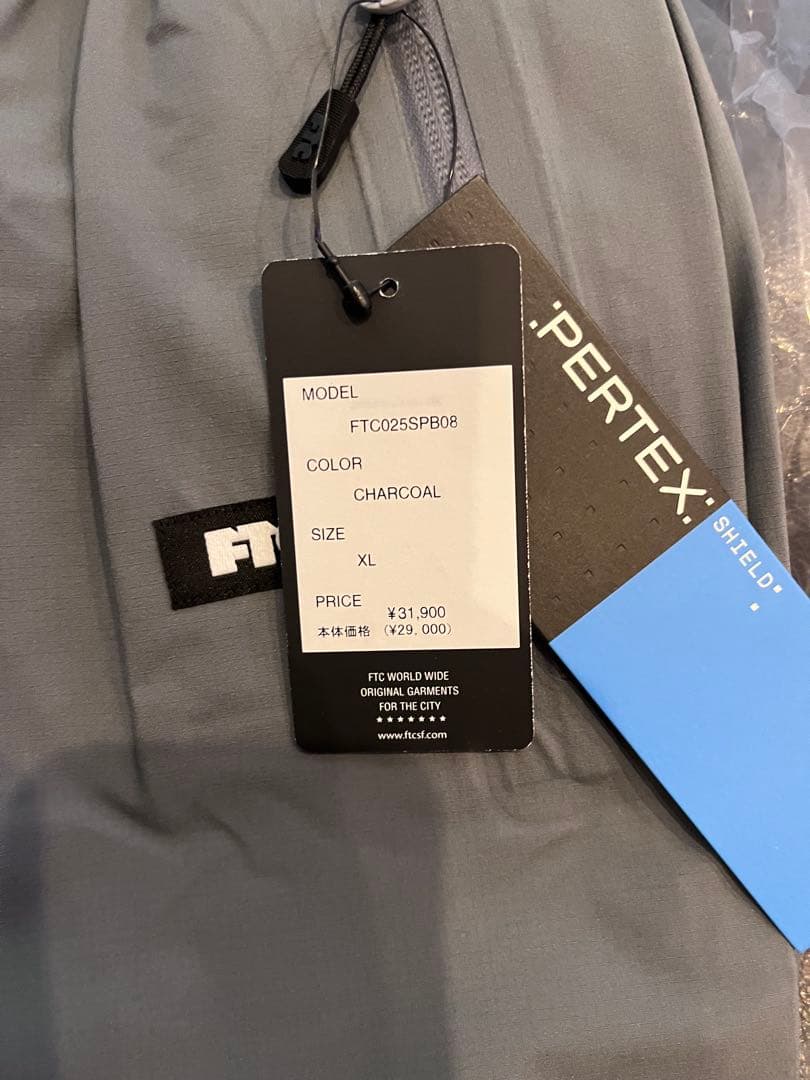 FTC
MODEL
FTC025SPB08
COLOR
CHARCOAL
SIZE
XL
PRICE
¥31,900
本体価格 (¥29,000)
FTC WORLD WIDE
ORIGINAL GARMENTS
FOR THE CITY
★★★★★★★
www.ftcsf.com
PERTEX
SHIELD
FT